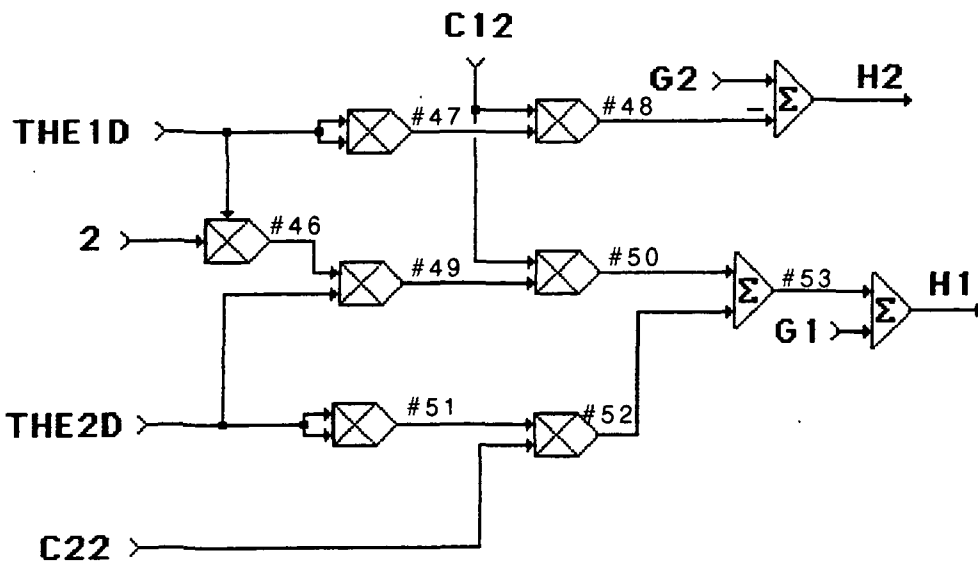 C12
G2
H2
Σ
THE1D
#47
#48
2
#46
#49
#50
Σ
#53
H1
Σ
G1
THE2D
#51
#52
C22